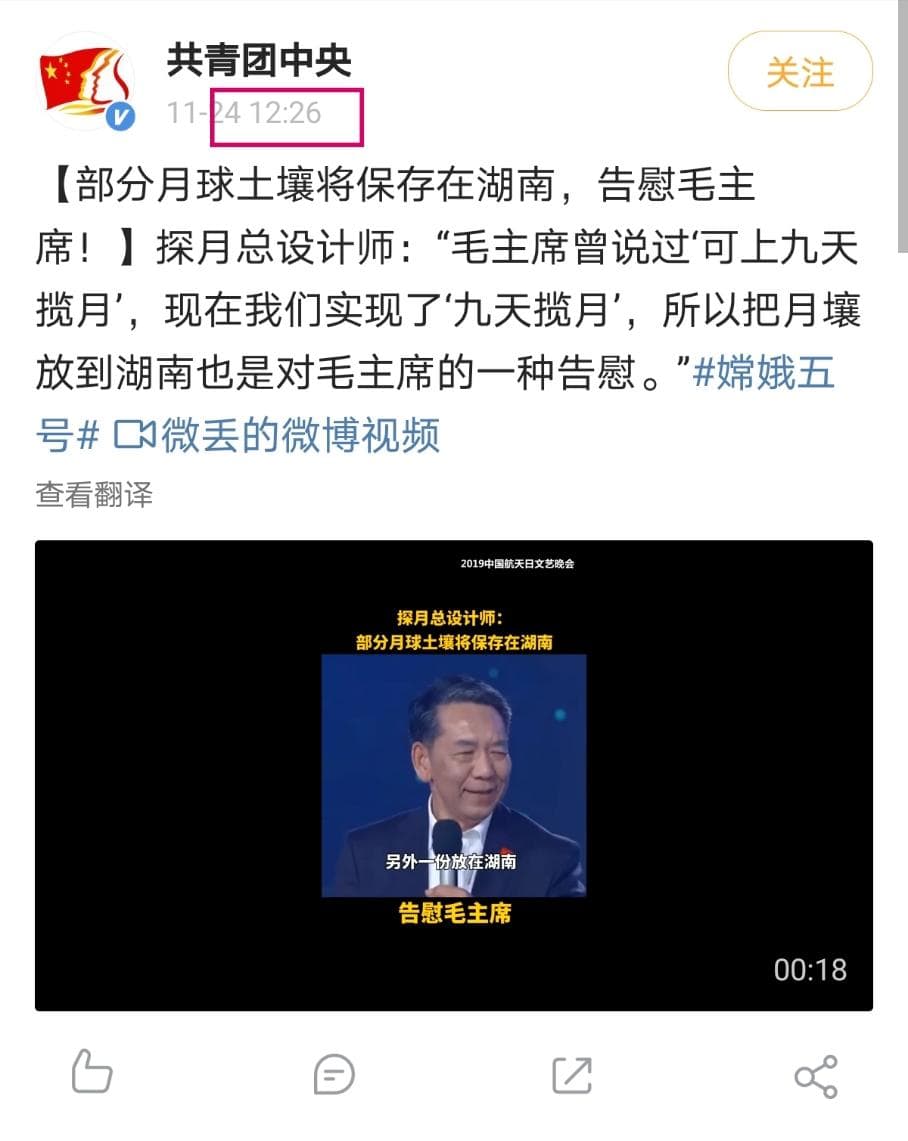 共青团中央
11-24 12:26
关注
【部分月球土壤将保存在湖南，告慰毛主
席！】探月总设计师：“毛主席曾说过‘可上九天
揽月’，现在我们实现了‘九天揽月’，所以把月壤
放到湖南也是对毛主席的一种告慰。”#嫦娥五
号# 微丢的微博视频
查看翻译
2019中国航天日文艺晚会
探月总设计师：
部分月球土壤将保存在湖南
另外一份放在湖南
告慰毛主席
00:18